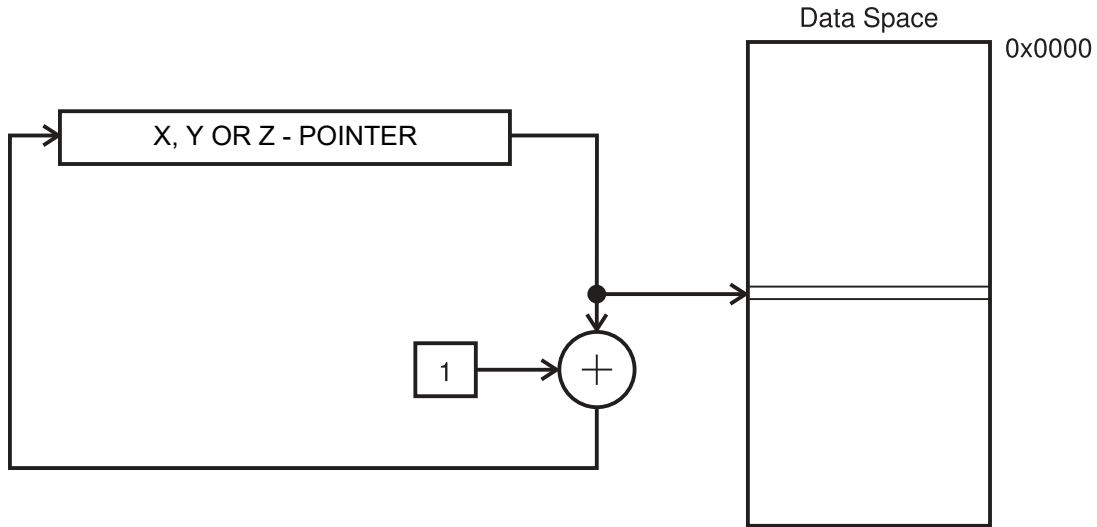 Data Space
0x0000
X, Y OR Z - POINTER
1
+